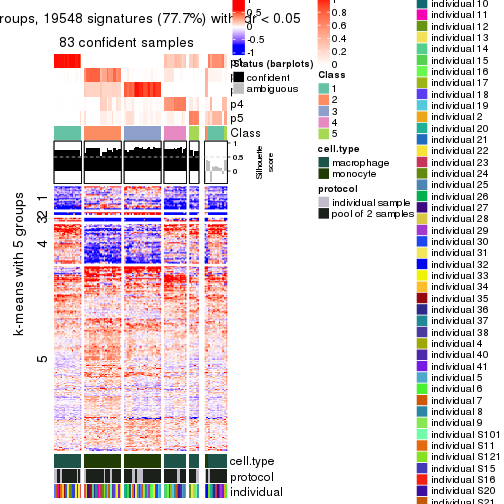 roups, 19548 signatures (77.7%) with
r < 0.05
83 confident samples
p4
p5
Class
1
0.5
0
Silhouette
score
k-means with 5 groups
1
3
2
4
5
cell.type
protocol
individual
0.5
0
-0.5
-1
Status (barplots)
confident
ambiguous
0.8
0.6
0.4
0.2
0
Class
1
2
3
4
5
cell.type
macrophage
monocyte
protocol
individual sample
pool of 2 samples
individual 10
individual 11
individual 12
individual 13
individual 14
individual 15
individual 16
individual 17
individual 18
individual 19
individual 2
individual 20
individual 21
individual 22
individual 23
individual 24
individual 25
individual 26
individual 27
individual 28
individual 29
individual 30
individual 31
individual 32
individual 33
individual 34
individual 35
individual 36
individual 37
individual 38
individual 4
individual 40
individual 41
individual 5
individual 6
individual 7
individual 8
individual 9
individual S101
individual S11
individual S121
individual S15
individual S16
individual S20
individual S21